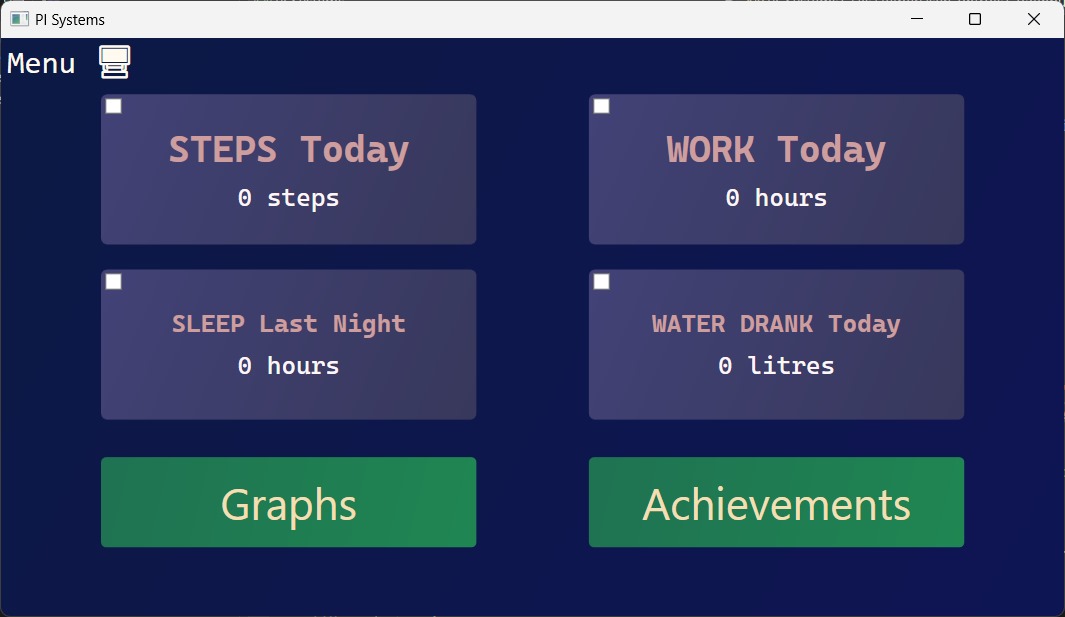 PI Systems
Menu
STEPS Today
0 steps
WORK Today
0 hours
SLEEP Last Night
0 hours
WATER DRANK Today
0 litres
Graphs
Achievements